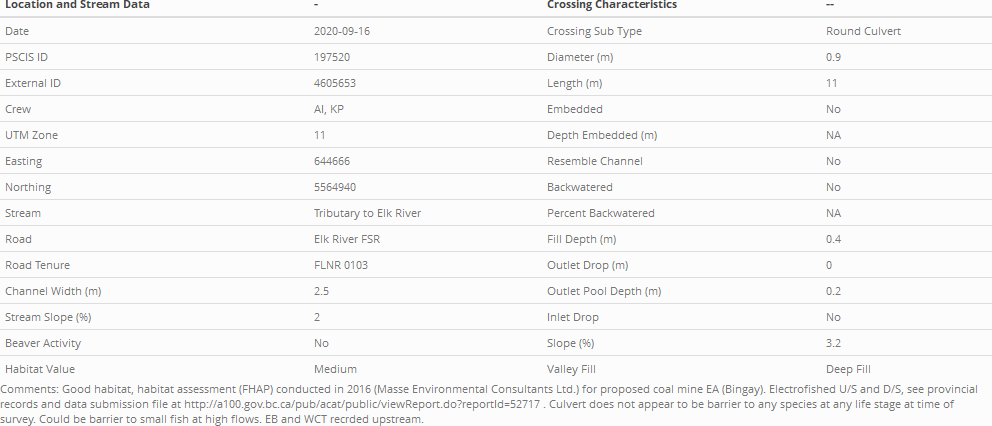 Location and Stream Data - Crossing Characteristics --
Date 2020-09-16 Crossing Sub Type Round Culvert
PSCIS ID 197520 Diameter (m) 0.9
External ID 4605653 Length (m) 11
Crew AI, KP Embedded No
UTM Zone 11 Depth Embedded (m) NA
Easting 644666 Resemble Channel No
Northing 5564940 Backwatered No
Stream Tributary to Elk River Percent Backwatered NA
Road Elk River FSR Fill Depth (m) 0.4
Road Tenure FLNR 0103 Outlet Drop (m) 0
Channel Width (m) 2.5 Outlet Pool Depth (m) 0.2
Stream Slope (%) 2 Inlet Drop No
Beaver Activity No Slope (%) 3.2
Habitat Value Medium Valley Fill Deep Fill
Comments: Good habitat, habitat assessment (FHAP) conducted in 2016 (Masse Environmental Consultants Ltd.) for proposed coal mine EA (Bingay). Electrofished U/S and D/S, see provincial
records and data submission file at http://a100.gov.bc.ca/pub/acat/public/viewReport.do?reportId=52717 . Culvert does not appear to be barrier to any species at any life stage at time of
survey. Could be barrier to small fish at high flows. EB and WCT recrded upstream.